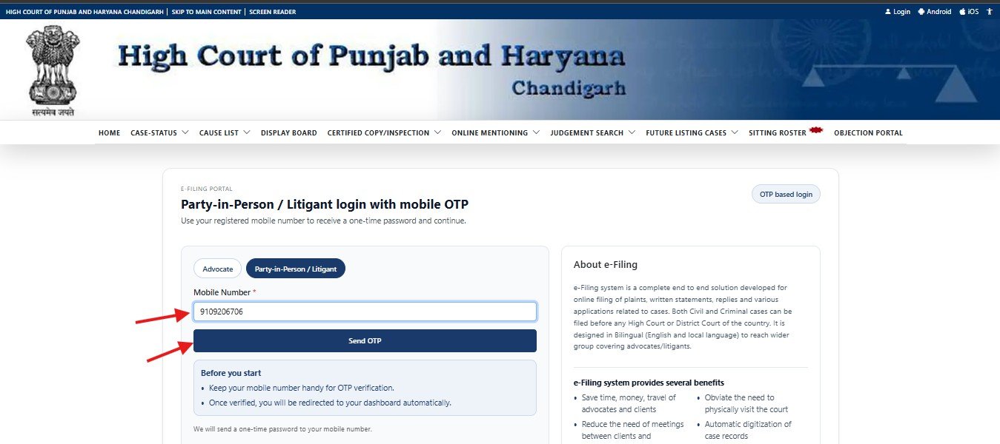 HIGH COURT OF PUNJAB AND HARYANA CHANDIGARH | SKIP TO MAIN CONTENT | SCREEN READER
Login Android iOS
High Court of Punjab and Haryana
Chandigarh
सत्यमेव जयते
HOME CASE-STATUS CAUSE LIST DISPLAY BOARD CERTIFIED COPY/INSPECTION ONLINE MENTIONING JUDGEMENT SEARCH FUTURE LISTING CASES SITTING ROSTER OBJECTION PORTAL
E-FILING PORTAL
Party-in-Person / Litigant login with mobile OTP
Use your registered mobile number to receive a one-time password and continue.
OTP based login
Advocate Party-in-Person / Litigant
Mobile Number *
9109206706
Send OTP
Before you start
• Keep your mobile number handy for OTP verification.
• Once verified, you will be redirected to your dashboard automatically.
We will send a one-time password to your mobile number.
About e-Filing
e-Filing system is a complete end to end solution developed for
online filing of plaints, written statements, replies and various
applications related to cases. Both Civil and Criminal cases can be
filed before any High Court or District Court of the country. It is
designed in Bilingual (English and local language) to reach wider
group covering advocates/litigants.
e-Filing system provides several benefits
• Save time, money, travel of
advocates and clients
• Reduce the need of meetings
between clients and
• Obviate the need to
physically visit the court
• Automatic digitization of
case records